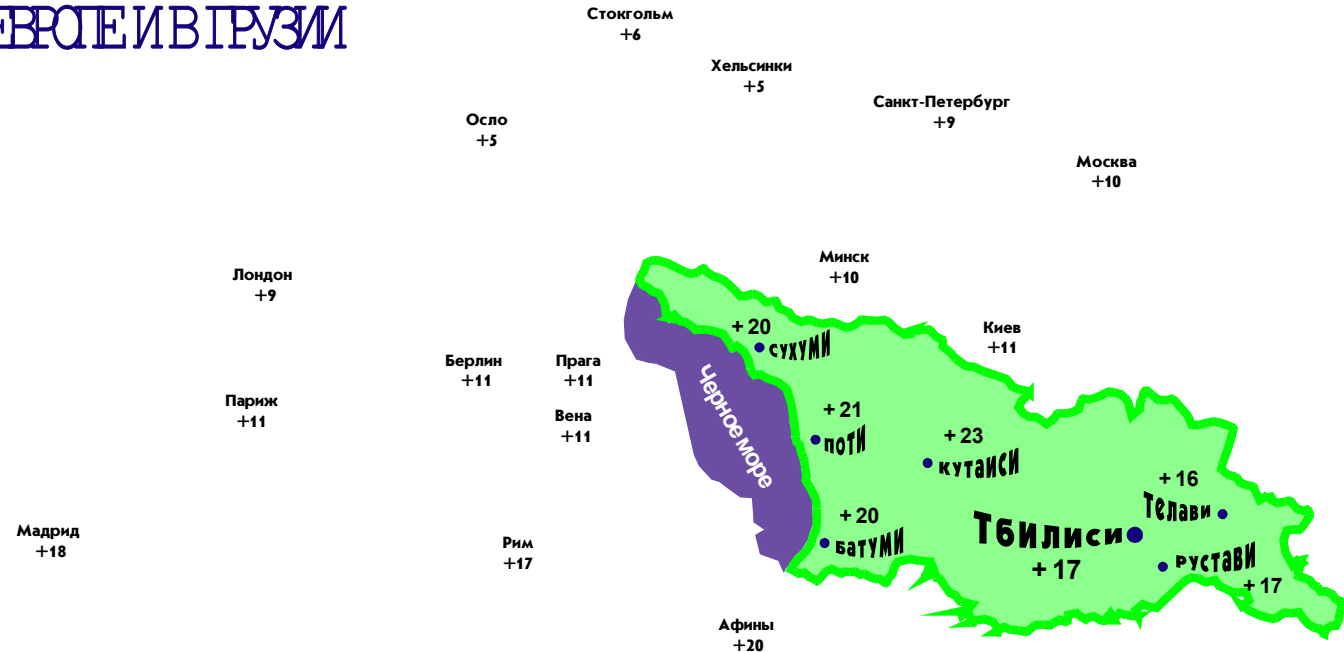 ЕВРОПЕ И В ГРУЗИИ
Стокгольм
+6
Хельсинки
+5
Санкт-Петербург
+9
Осло
+5
Москва
+10
Минск
+10
Лондон
+9
Киев
+11
+ 20
сухуми
Берлин
+11
Прага
+11
Париж
+11
Вена
+11
Черное море
+ 21
поти
+ 23
кутаиси
+ 16
Телави
+ 20
батуми
Тбилиси
+ 17
рустави
+ 17
Мадрид
+18
Рим
+17
Афины
+20